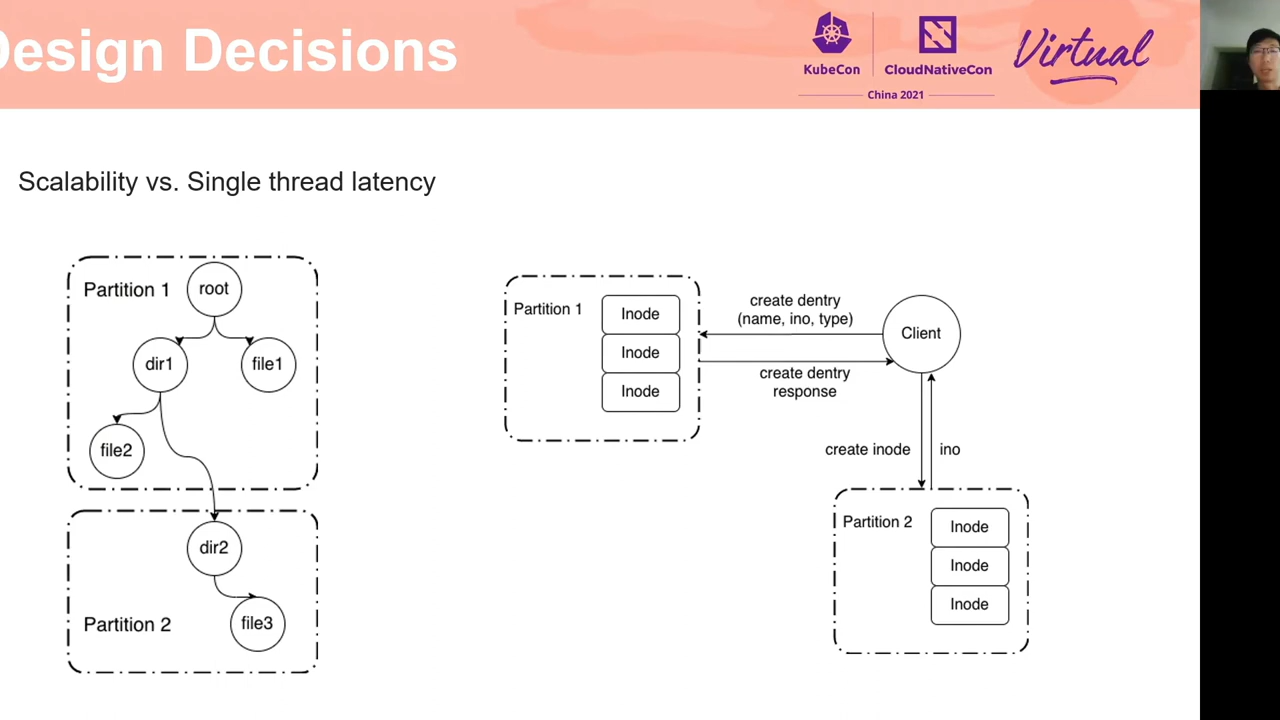 Design Decisions
KubeCon
CloudNativeCon
China 2021
Virtual
Scalability vs. Single thread latency
Partition 1
root
dir1
file1
file2
dir2
Partition 2
file3
Partition 1
Inode
Inode
Inode
create dentry
(name, ino, type)
create dentry
response
Client
create inode
ino
Partition 2
Inode
Inode
Inode